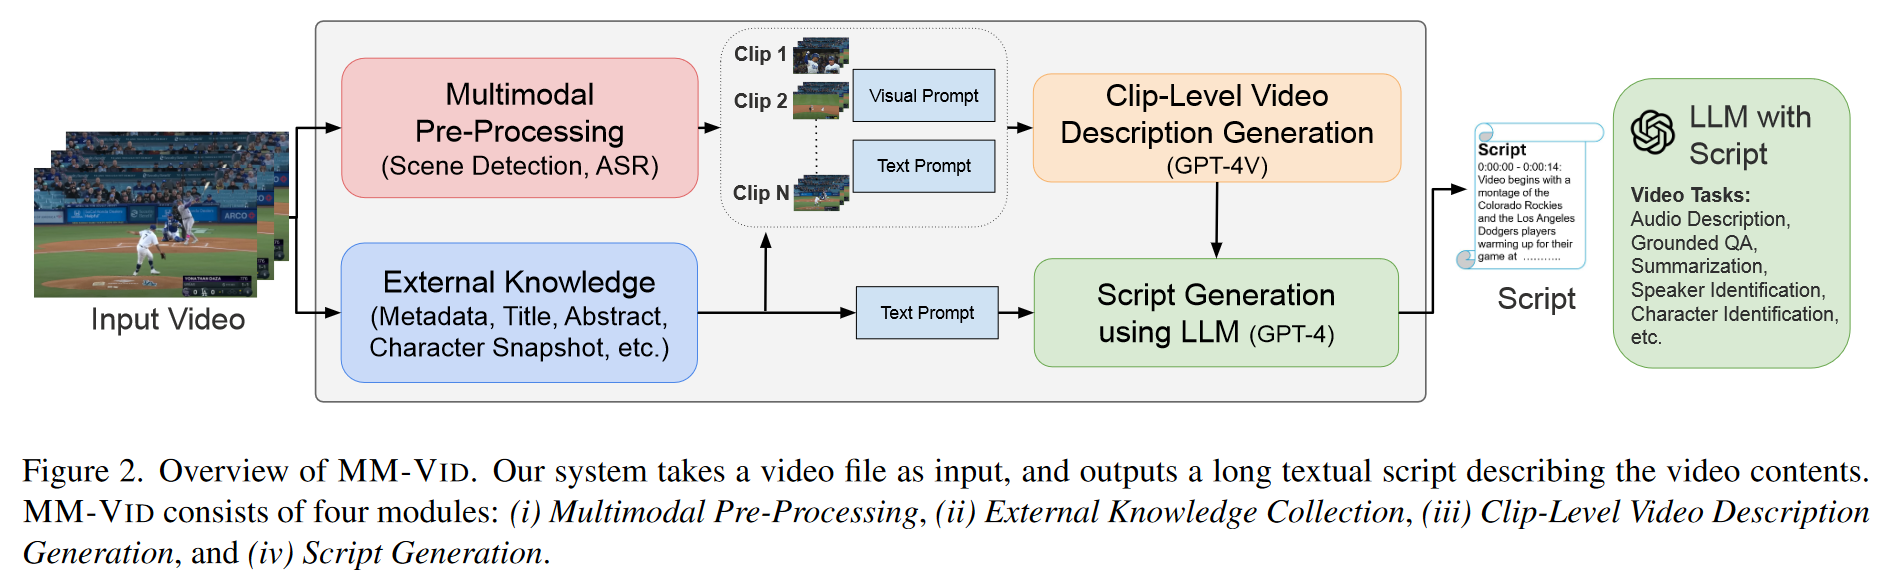 Multimodal
Pre-Processing
(Scene Detection, ASR)
Clip 1
Clip 2
Clip N
Visual Prompt
Text Prompt
Clip-Level Video
Description Generation
(GPT-4V)
Input Video
External Knowledge
(Metadata, Title, Abstract,
Character Snapshot, etc.)
Text Prompt
Script Generation
using LLM (GPT-4)
Script
0:00:00 - 0:00:14:
Video begins with a
montage of the
Colorado Rockies
and the Los Angeles
Dodgers players
warming up for their
game at ...........
Script
LLM with
Script
Video Tasks:
Audio Description,
Grounded QA,
Summarization,
Speaker Identification,
Character Identification,
etc.
ARCO
Figure 2. Overview of MM-VID. Our system takes a video file as input, and outputs a long textual script describing the video contents.
MM-VID consists of four modules: (i) Multimodal Pre-Processing, (ii) External Knowledge Collection, (iii) Clip-Level Video Description
Generation, and (iv) Script Generation.